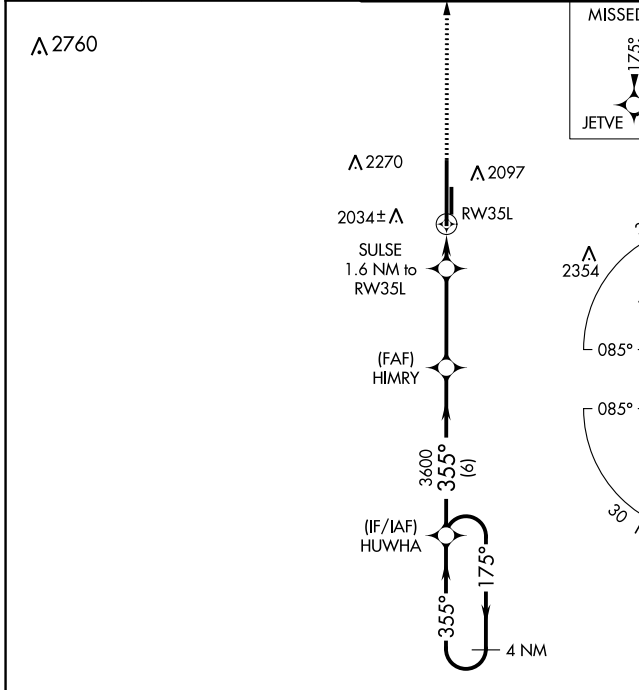 MISSED
2760
175°
JETVE
2270
2097
2034±
RW35L
SULSE
1.6 NM to
RW35L
2354
085°
(FAF)
HIMRY
085°
3600
355°
(6)
30
(IF/IAF)
HUWHA
175°
355°
4 NM